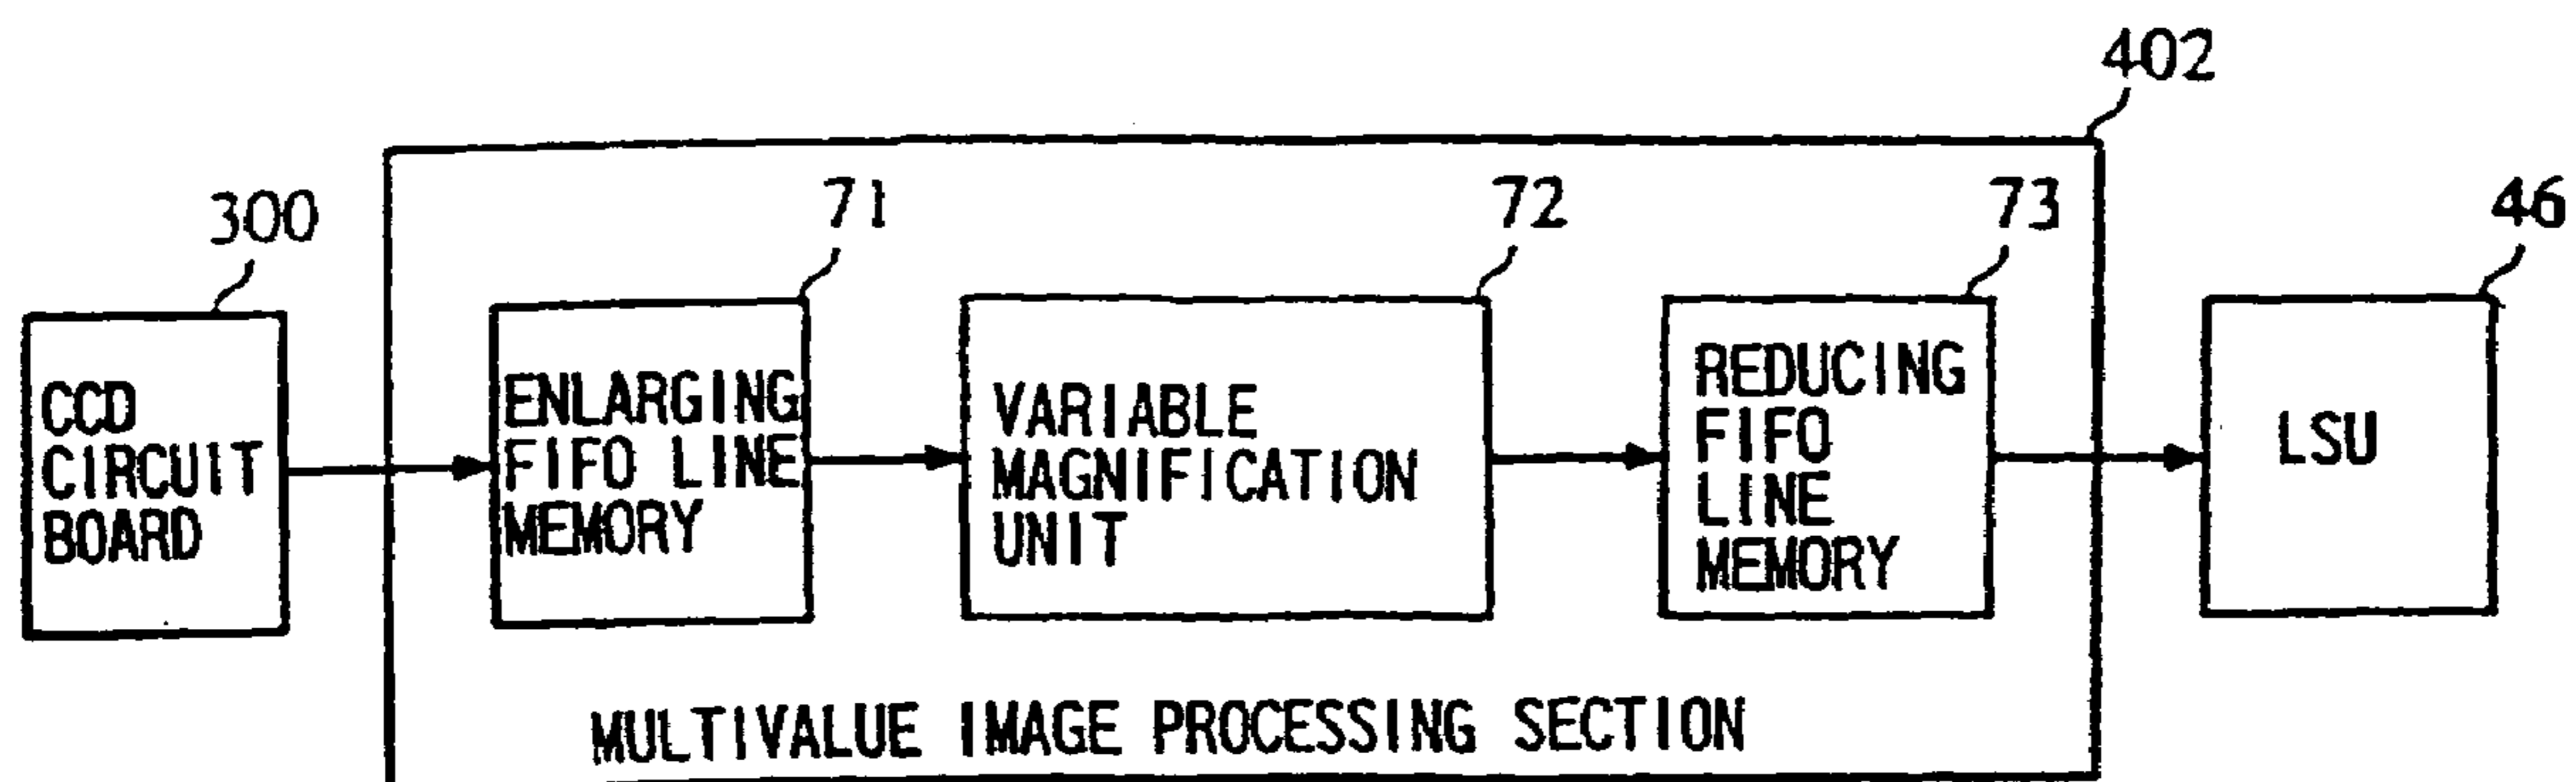 402
300
71
72
73
46
CCD
CIRCUIT
BOARD
ENLARGING
FIFO LINE
MEMORY
VARIABLE
MAGNIFICATION
UNIT
REDUCING
FIFO
LINE
MEMORY
LSU
MULTIVALUE IMAGE PROCESSING SECTION